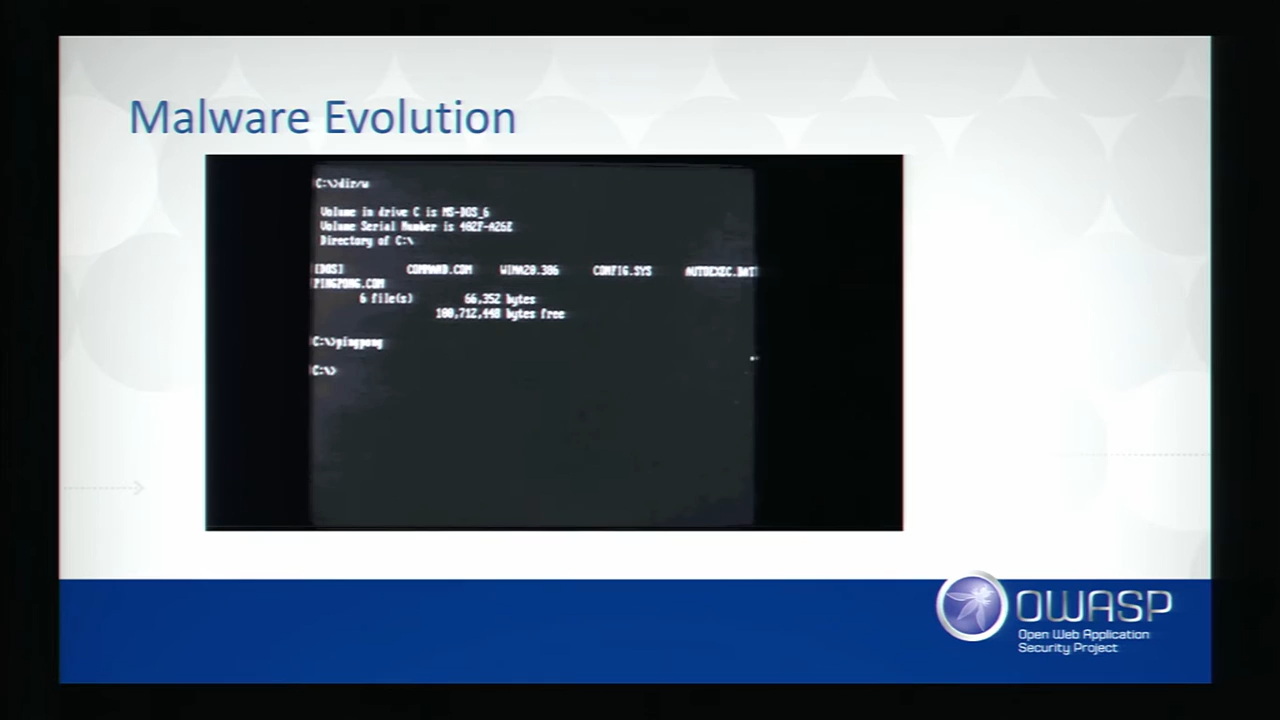 Malware Evolution
C:\>dir/w
Volume in drive C is MS-DOS_6
Volume Serial Number is
Directory of C:\
[DOS] COMMAND.COM WINA20.386 CONFIG.SYS AUTOEXEC.BAT
PINGPONG.COM
6 file(s) 66,352 bytes
100,712,448 bytes free
C:\>pingpong
C:\>
OWASP
Open Web Application
Security Project